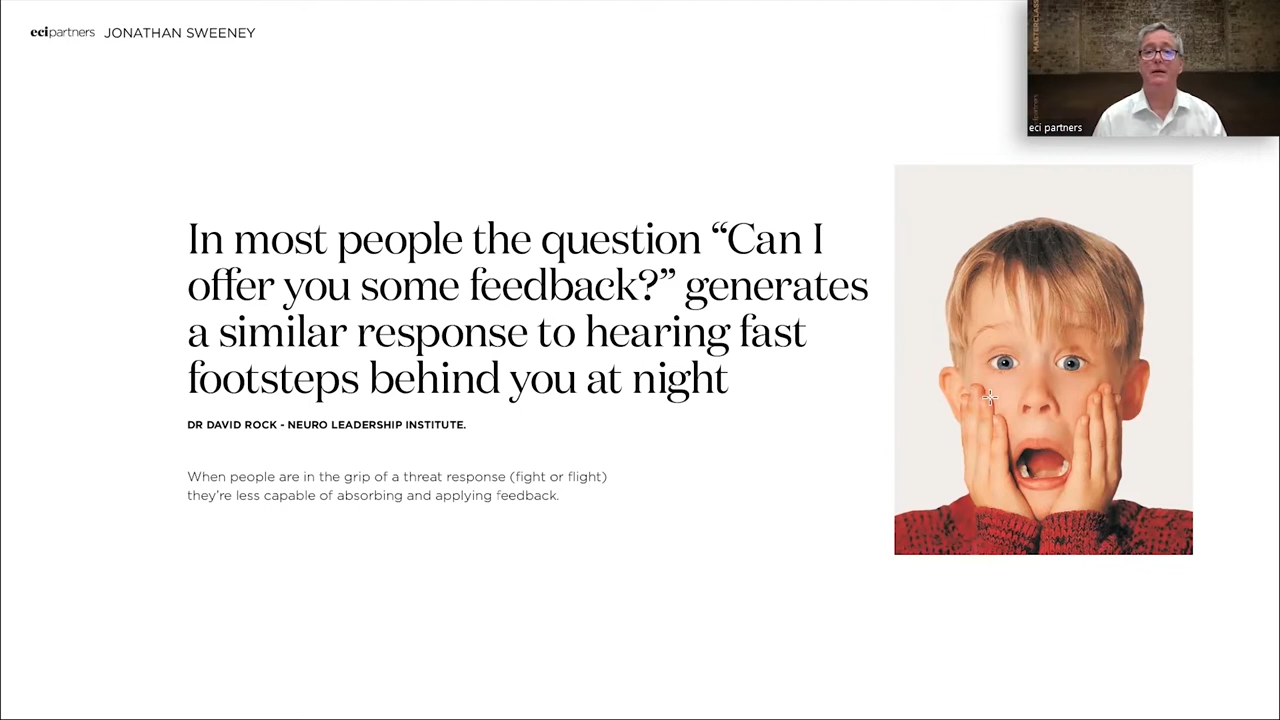 ecipartners JONATHAN SWEENEY
MASTERCLASS
eci partners
In most people the question “Can I
offer you some feedback?” generates
a similar response to hearing fast
footsteps behind you at night
DR DAVID ROCK - NEURO LEADERSHIP INSTITUTE.
When people are in the grip of a threat response (fight or flight)
they're less capable of absorbing and applying feedback.